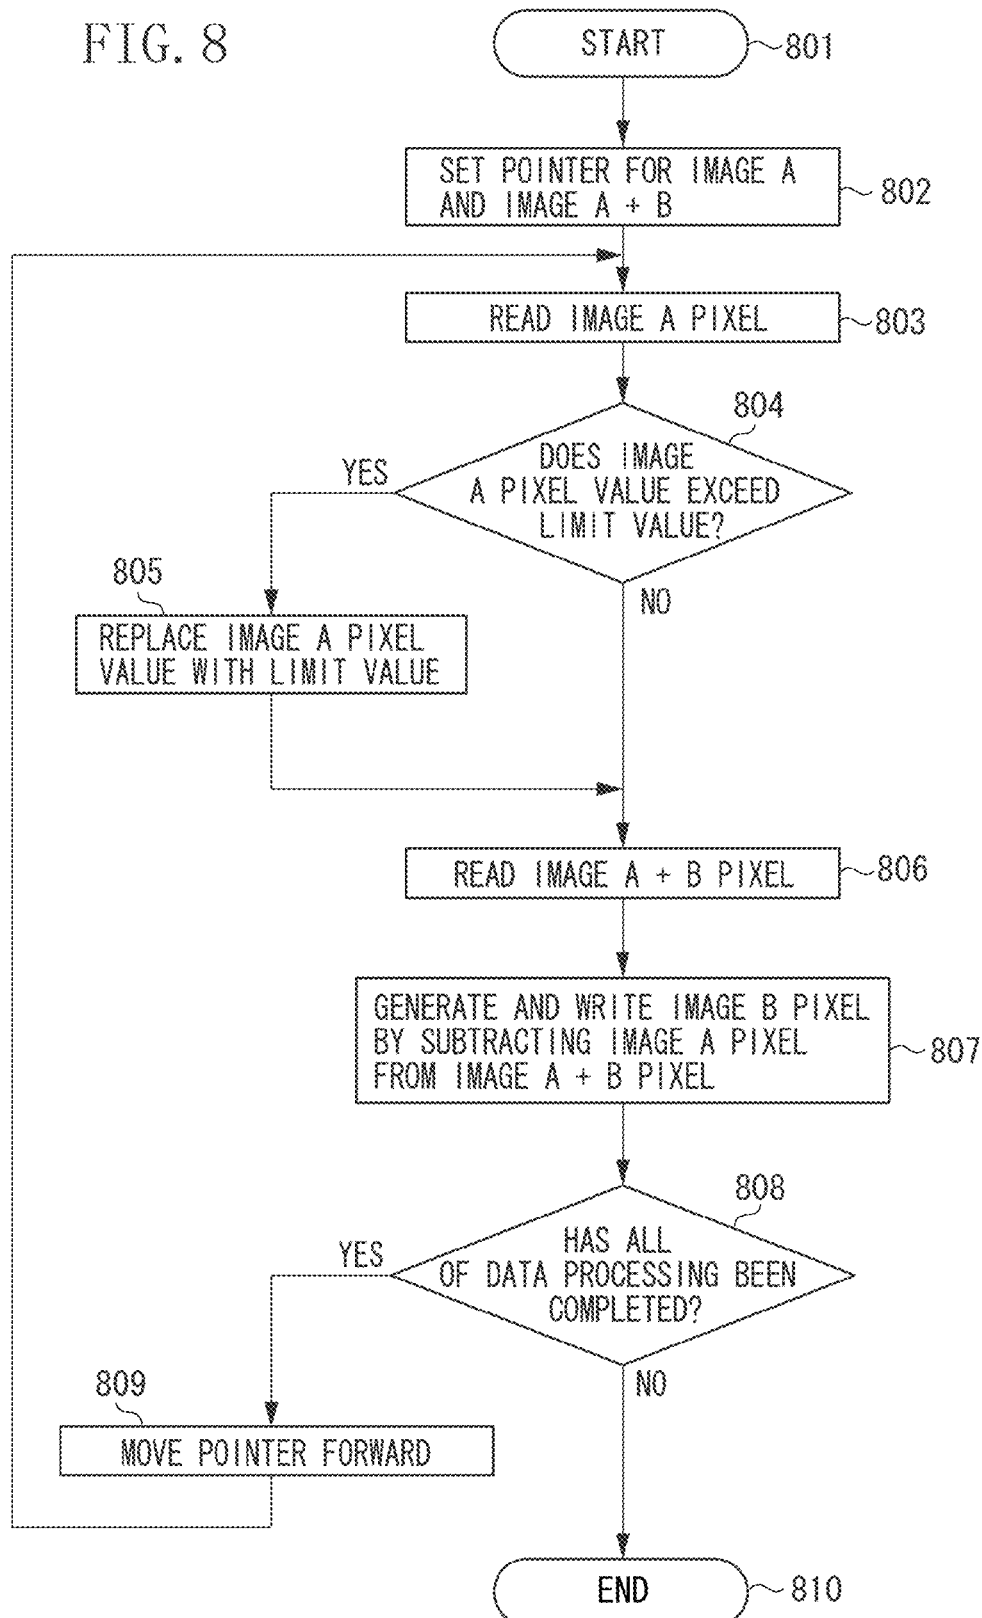 FIG. 8
START
801
SET POINTER FOR IMAGE A
AND IMAGE A + B
802
READ IMAGE A PIXEL
803
804
DOES IMAGE
A PIXEL VALUE EXCEED
LIMIT VALUE?
YES
NO
805
REPLACE IMAGE A PIXEL
VALUE WITH LIMIT VALUE
READ IMAGE A + B PIXEL
806
GENERATE AND WRITE IMAGE B PIXEL
BY SUBTRACTING IMAGE A PIXEL
FROM IMAGE A + B PIXEL
807
808
HAS ALL
OF DATA PROCESSING BEEN
COMPLETED?
YES
NO
809
MOVE POINTER FORWARD
END
810